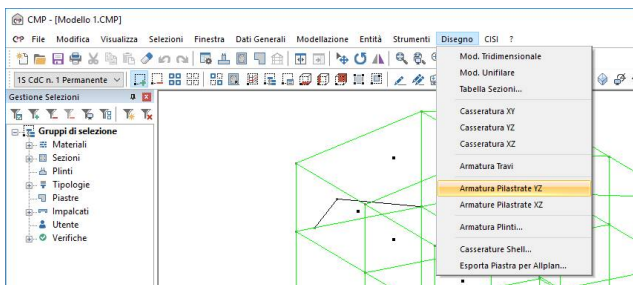 CMP - [Modello 1.CMP]
CMP File Modifica Visualizza Selezioni Finestra Dati Generali Modellazione Entità Strumenti Disegno CISI ?
1S CdC n. 1 Permanente
Gestione Selezioni
Gruppi di selezione
Materiali
Sezioni
Plinti
Tipologie
Piastre
Impalcati
Utente
Verifiche
Mod. Tridimensionale
Mod. Unifilare
Tabella Sezioni...
Casseratura XY
Casseratura YZ
Casseratura XZ
Armatura Travi
Armatura Pilastrate YZ
Armature Pilastrate XZ
Armatura Plinti...
Casserature Shell...
Esporta Piastra per Allplan...